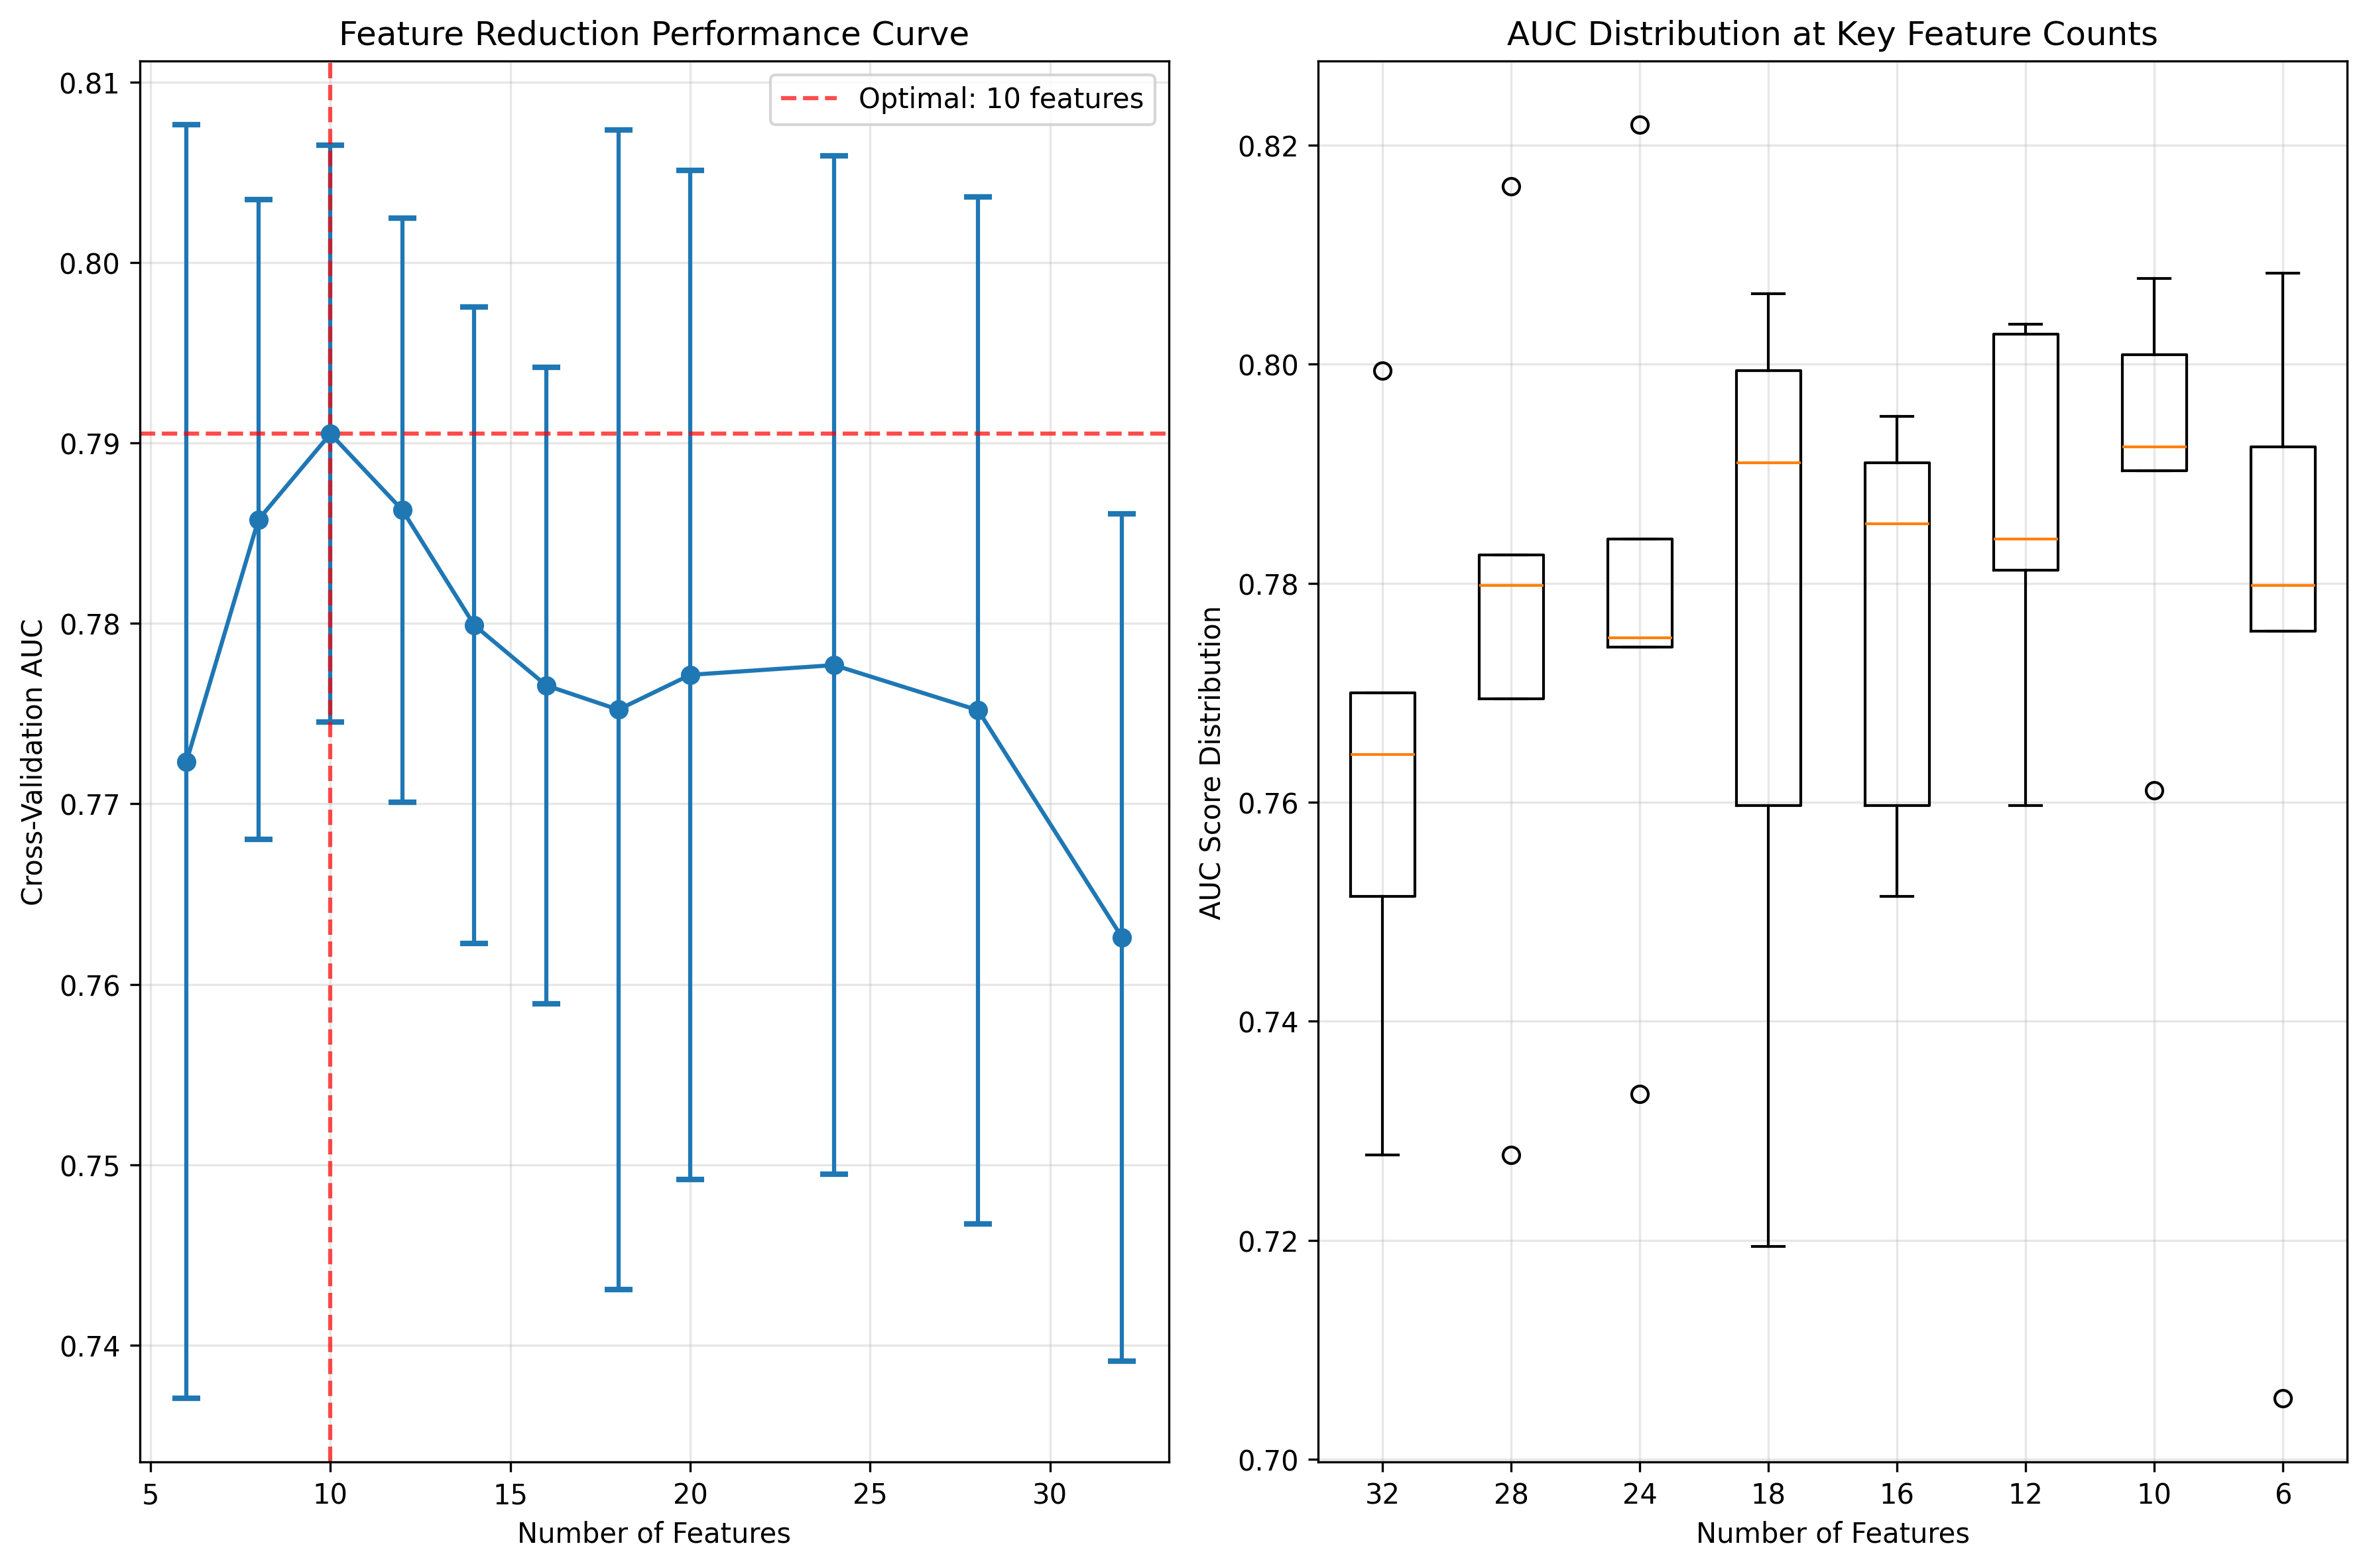 Feature Reduction Performance Curve
Optimal: 10 features
0.81
0.80
0.79
0.78
0.77
0.76
0.75
0.74
Cross-Validation AUC
5 10 15 20 25 30
Number of Features
AUC Distribution at Key Feature Counts
0.82
0.80
0.78
0.76
0.74
0.72
0.70
AUC Score Distribution
32 28 24 18 16 12 10 6
Number of Features